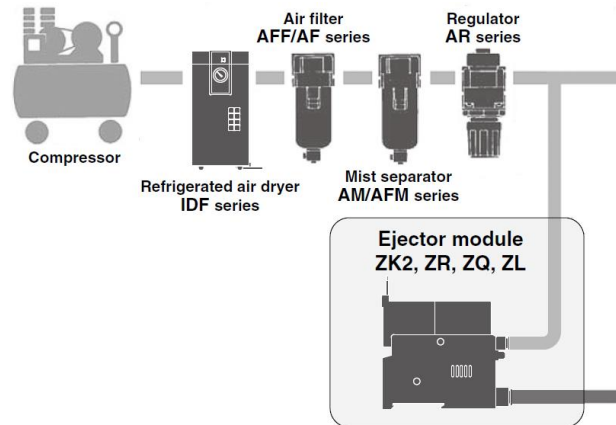 Air filter
AFF/AF series
Regulator
AR series
Compressor
Refrigerated air dryer
IDF series
Mist separator
AM/AFM series
Ejector module
ZK2, ZR, ZQ, ZL